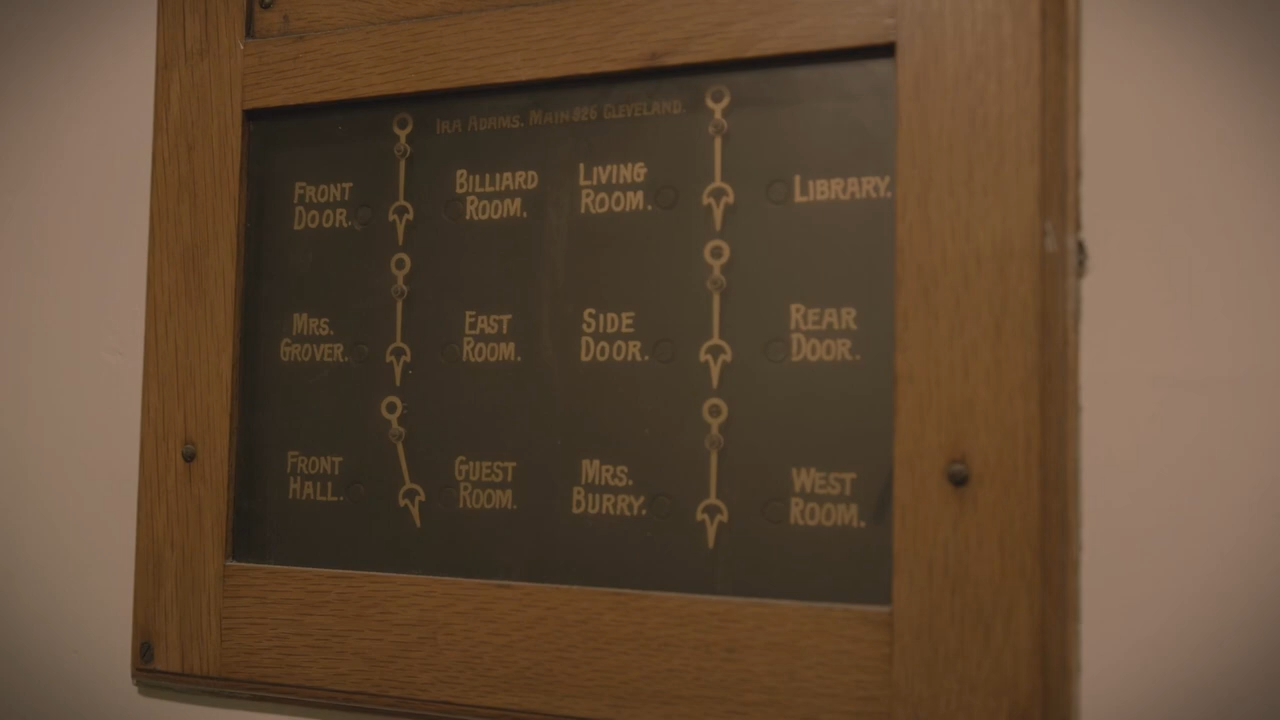 IRA ADAMS. MAIN 826 CLEVELAND.
FRONT
DOOR.
BILLIARD
ROOM.
LIVING
ROOM.
LIBRARY.
MRS.
GROVER.
EAST
ROOM.
SIDE
DOOR.
REAR
DOOR.
FRONT
HALL.
GUEST
ROOM.
MRS.
BURRY.
WEST
ROOM.